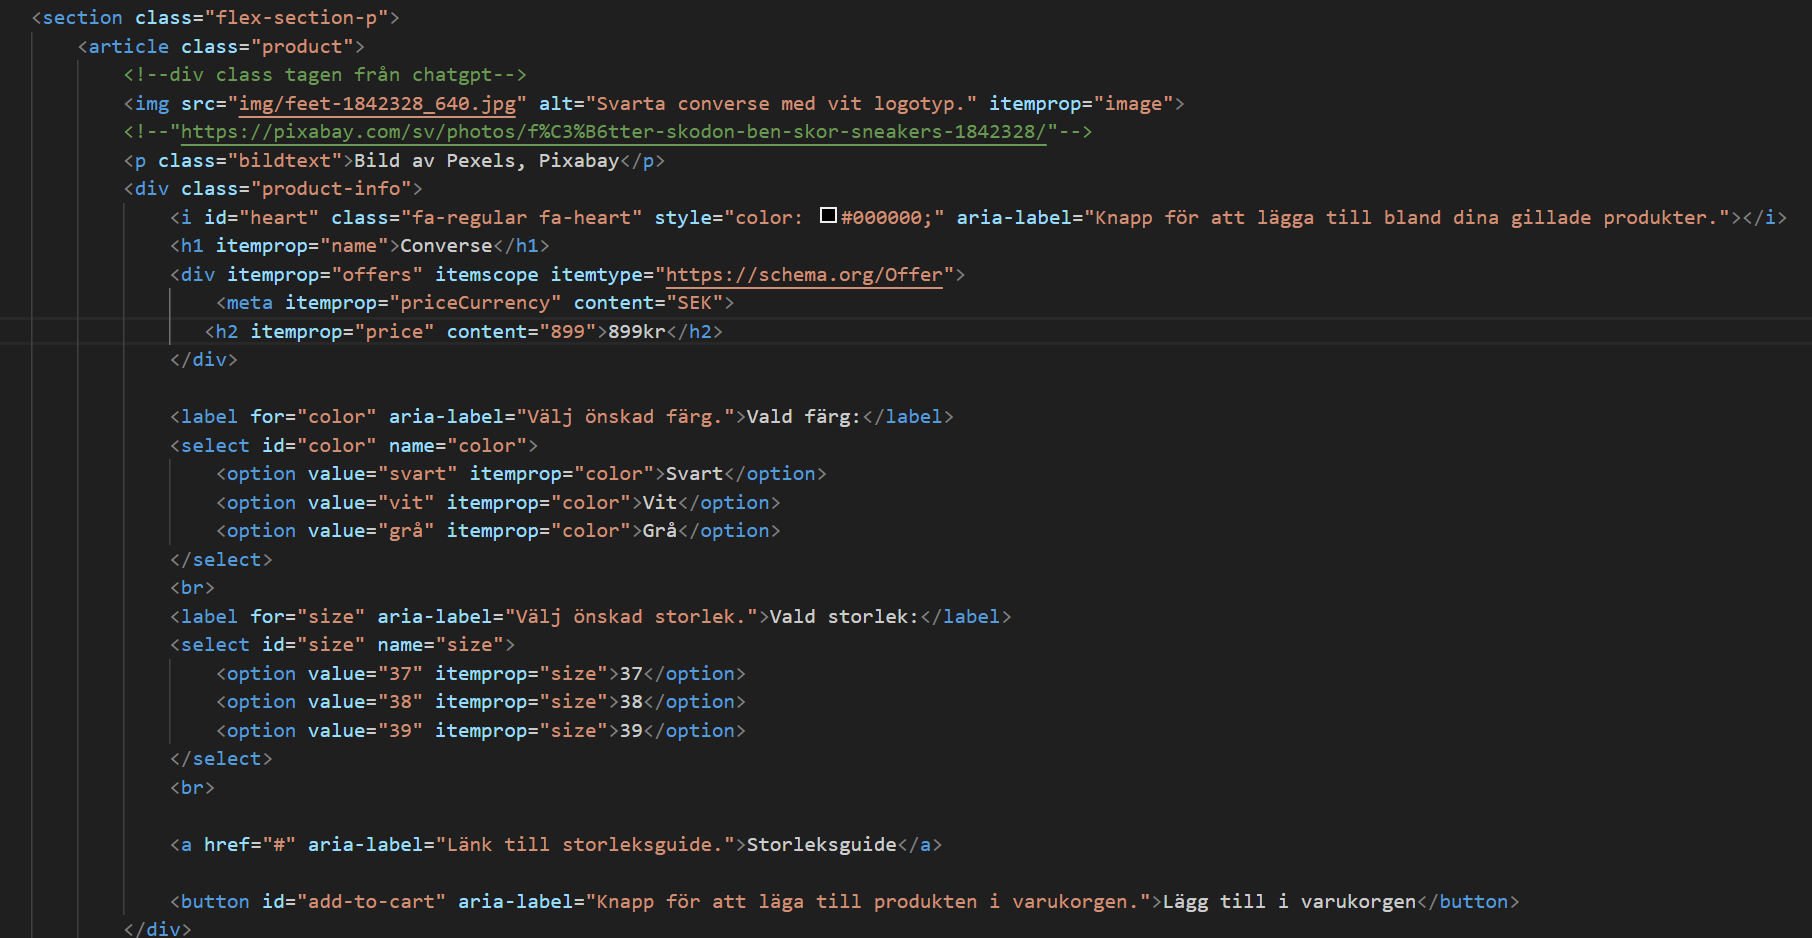 <section class="flex-section-p">
<article class="product">
<!--div class tagen från chatgpt-->
<img src="img/feet-1842328_640.jpg" alt="Svarta converse med vit logotyp." itemprop="image">
<!--"https://pixabay.com/sv/photos/f%C3%B6tter-skodon-ben-skor-sneakers-1842328/"-->
<p class="bildtext">Bild av Pexels, Pixabay</p>
<div class="product-info">
<i id="heart" class="fa-regular fa-heart" style="color: #000000;" aria-label="Knapp för att lägga till bland dina gillade produkter."></i>
<h1 itemprop="name">Converse</h1>
<div itemprop="offers" itemscope itemtype="https://schema.org/Offer">
<meta itemprop="priceCurrency" content="SEK">
<h2 itemprop="price" content="899">899kr</h2>
</div>
<label for="color" aria-label="Välj önskad färg.">Vald färg:</label>
<select id="color" name="color">
<option value="svart" itemprop="color">Svart</option>
<option value="vit" itemprop="color">Vit</option>
<option value="grå" itemprop="color">Grå</option>
</select>
<br>
<label for="size" aria-label="Välj önskad storlek.">Vald storlek:</label>
<select id="size" name="size">
<option value="37" itemprop="size">37</option>
<option value="38" itemprop="size">38</option>
<option value="39" itemprop="size">39</option>
</select>
<br>
<a href="#" aria-label="Länk till storleksguide.">Storleksguide</a>
<button id="add-to-cart" aria-label="Knapp för att läga till produkten i varukorgen.">Lägg till i varukorgen</button>
</div>